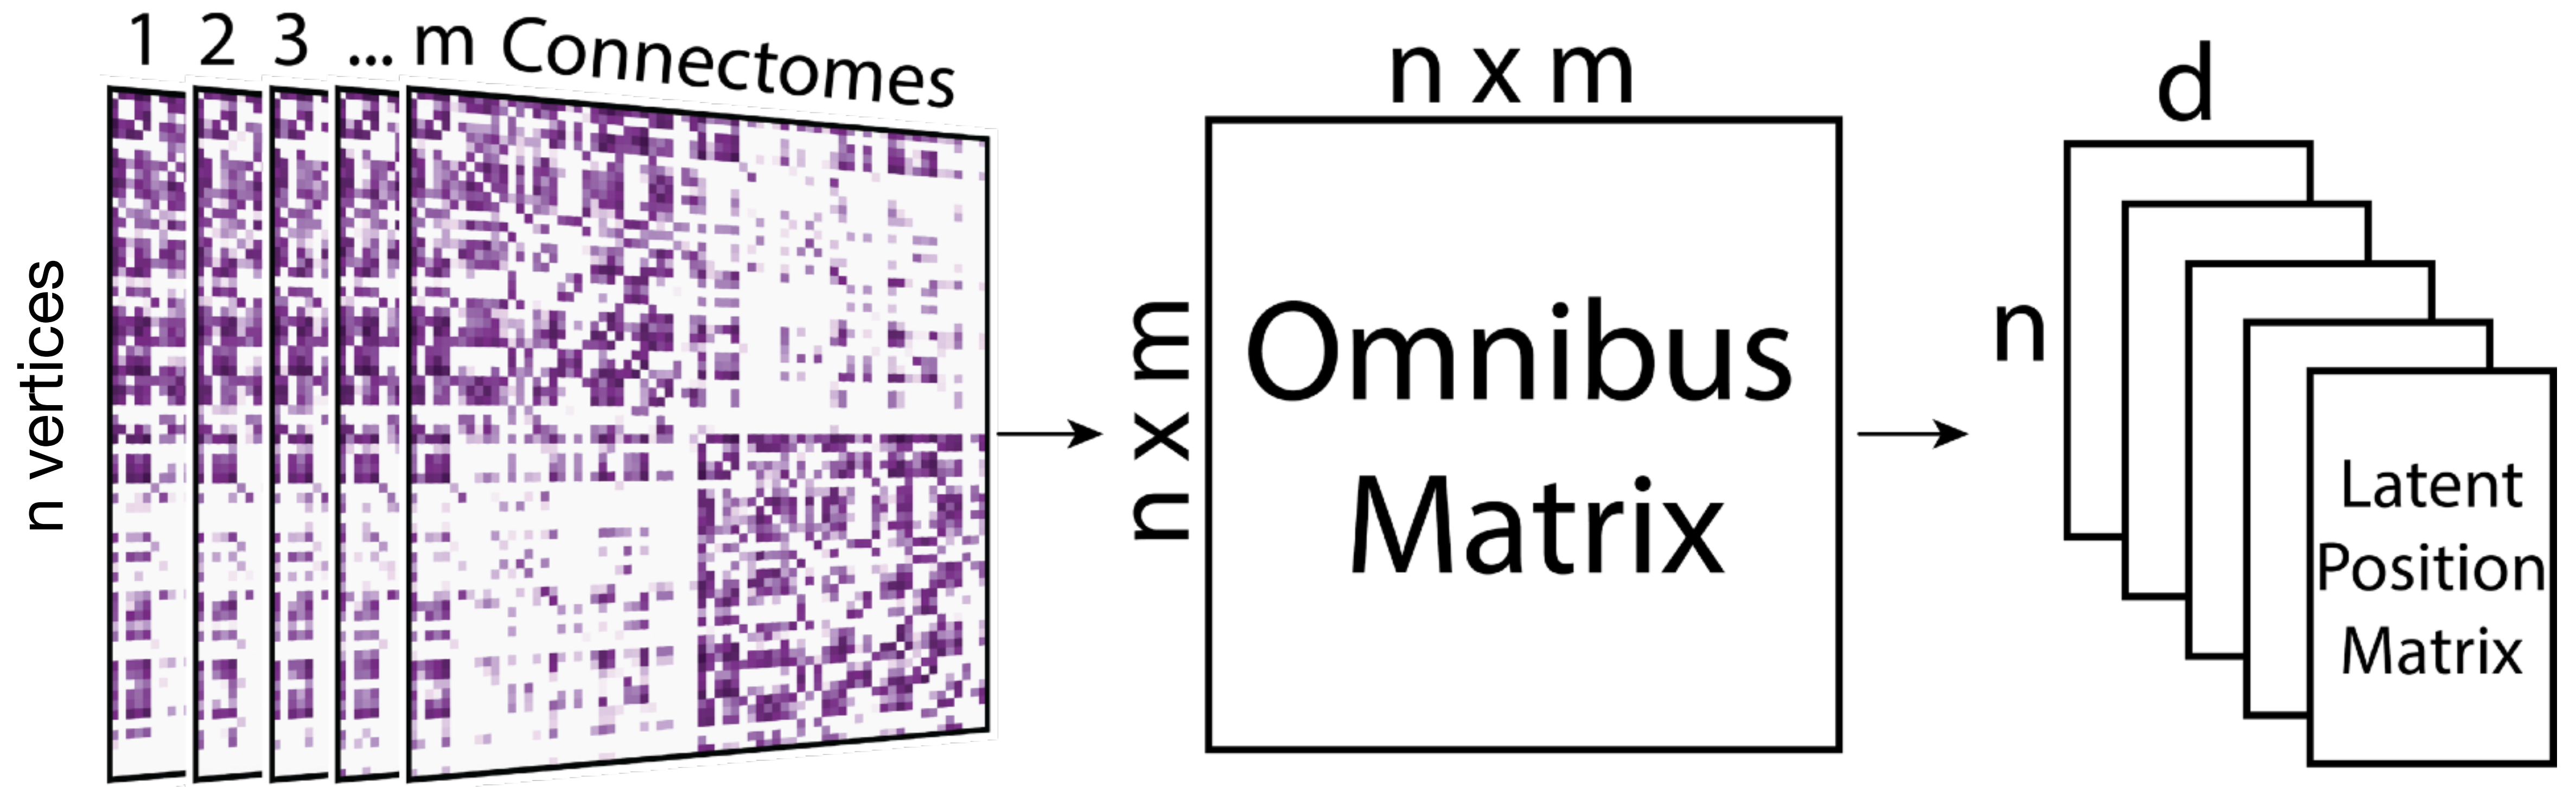 1 2 3 ... m Connectomes
n vertices
n x m
n x m
Omnibus
Matrix
d
n
Latent
Position
Matrix